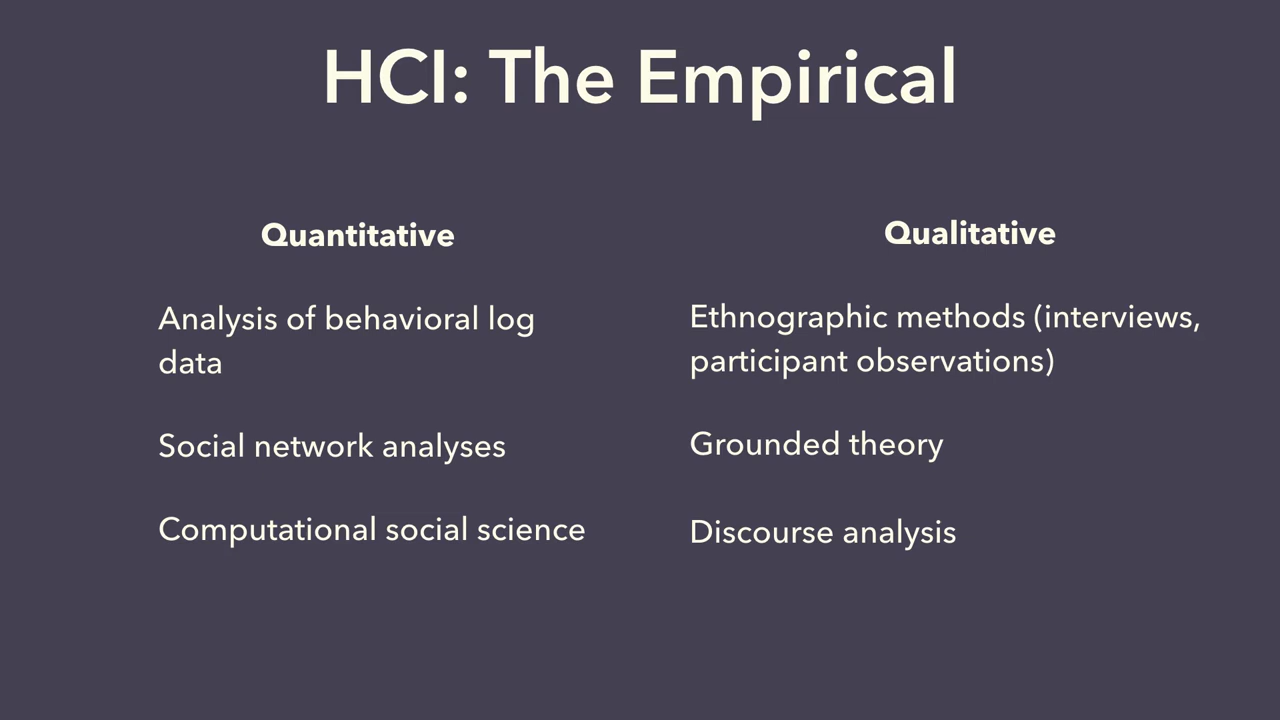 HCI: The Empirical
Quantitative
Analysis of behavioral log
data
Social network analyses
Computational social science
Qualitative
Ethnographic methods (interviews,
participant observations)
Grounded theory
Discourse analysis